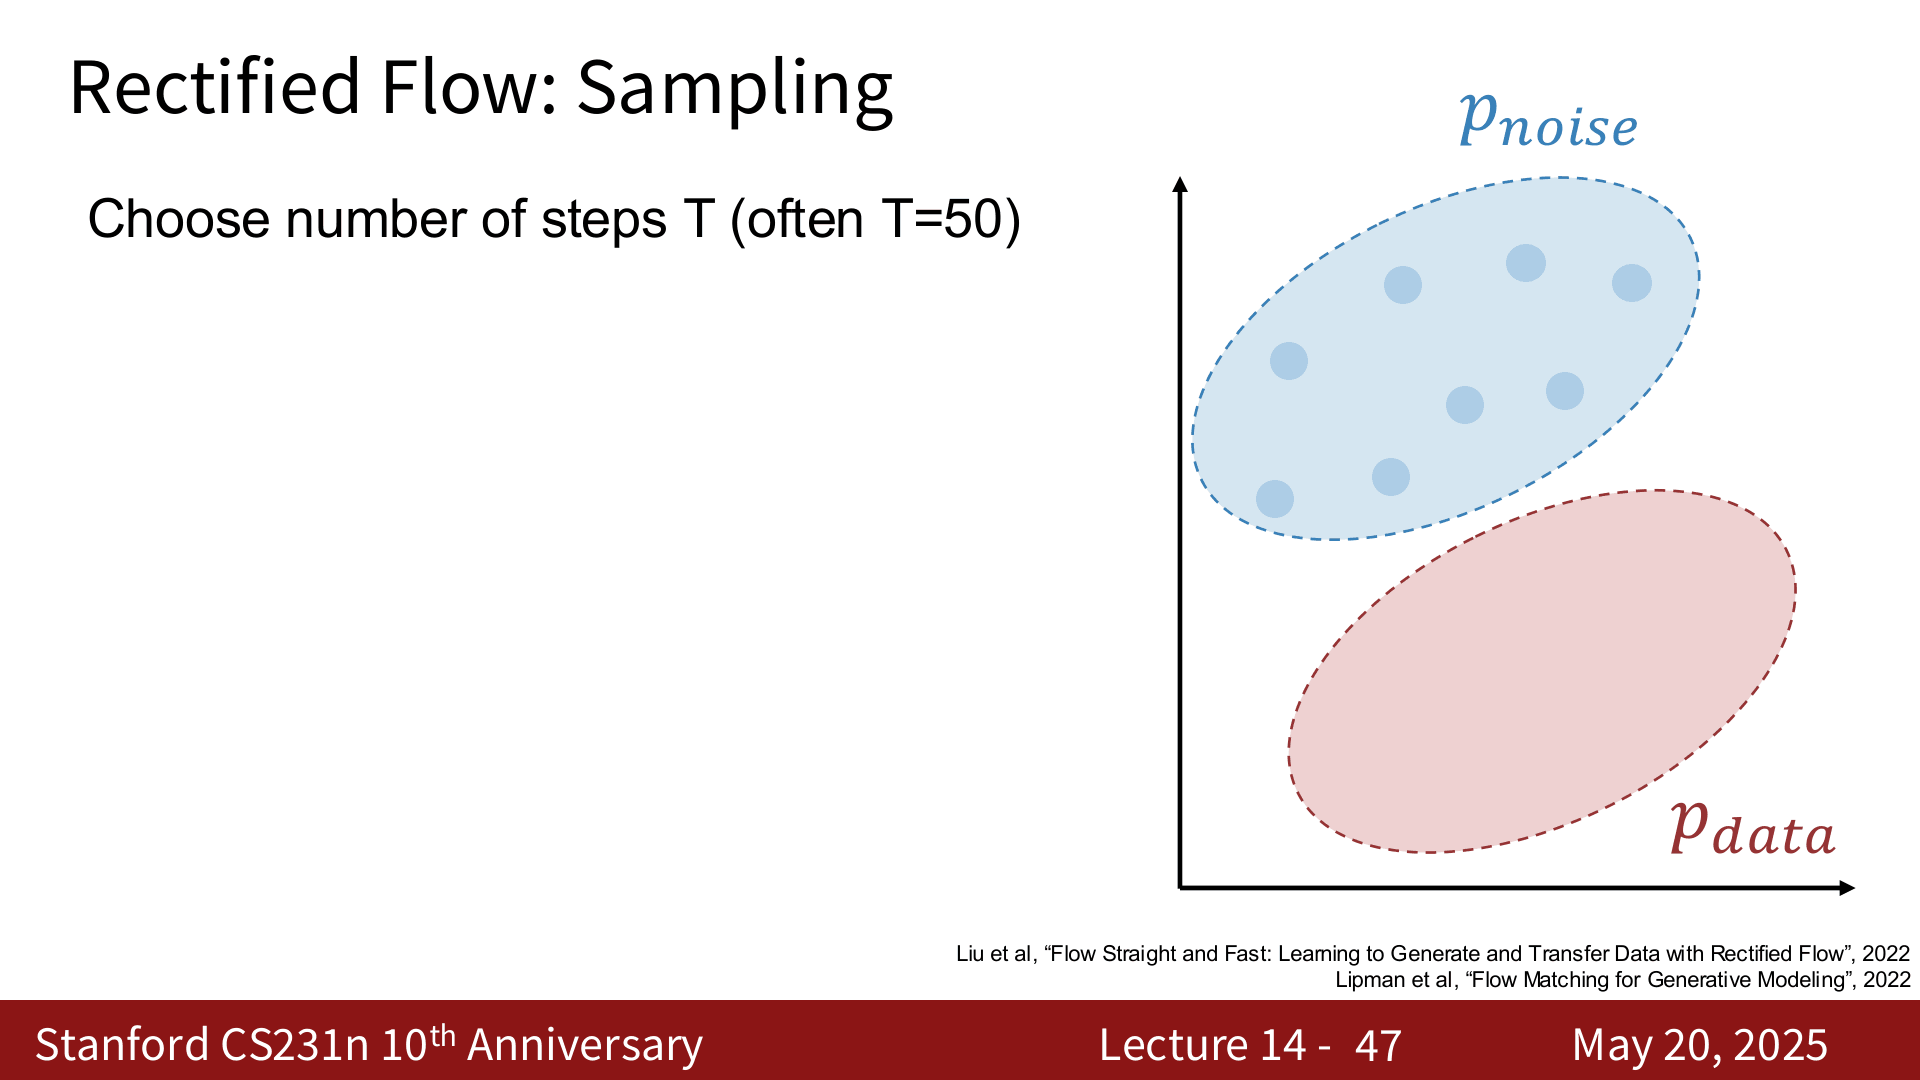 Rectified Flow: Sampling
Choose number of steps T (often T=50)
p_noise
p_data
Liu et al, “Flow Straight and Fast: Learning to Generate and Transfer Data with Rectified Flow”, 2022
Lipman et al, “Flow Matching for Generative Modeling”, 2022
Stanford CS231n 10th Anniversary Lecture 14 - 47 May 20, 2025